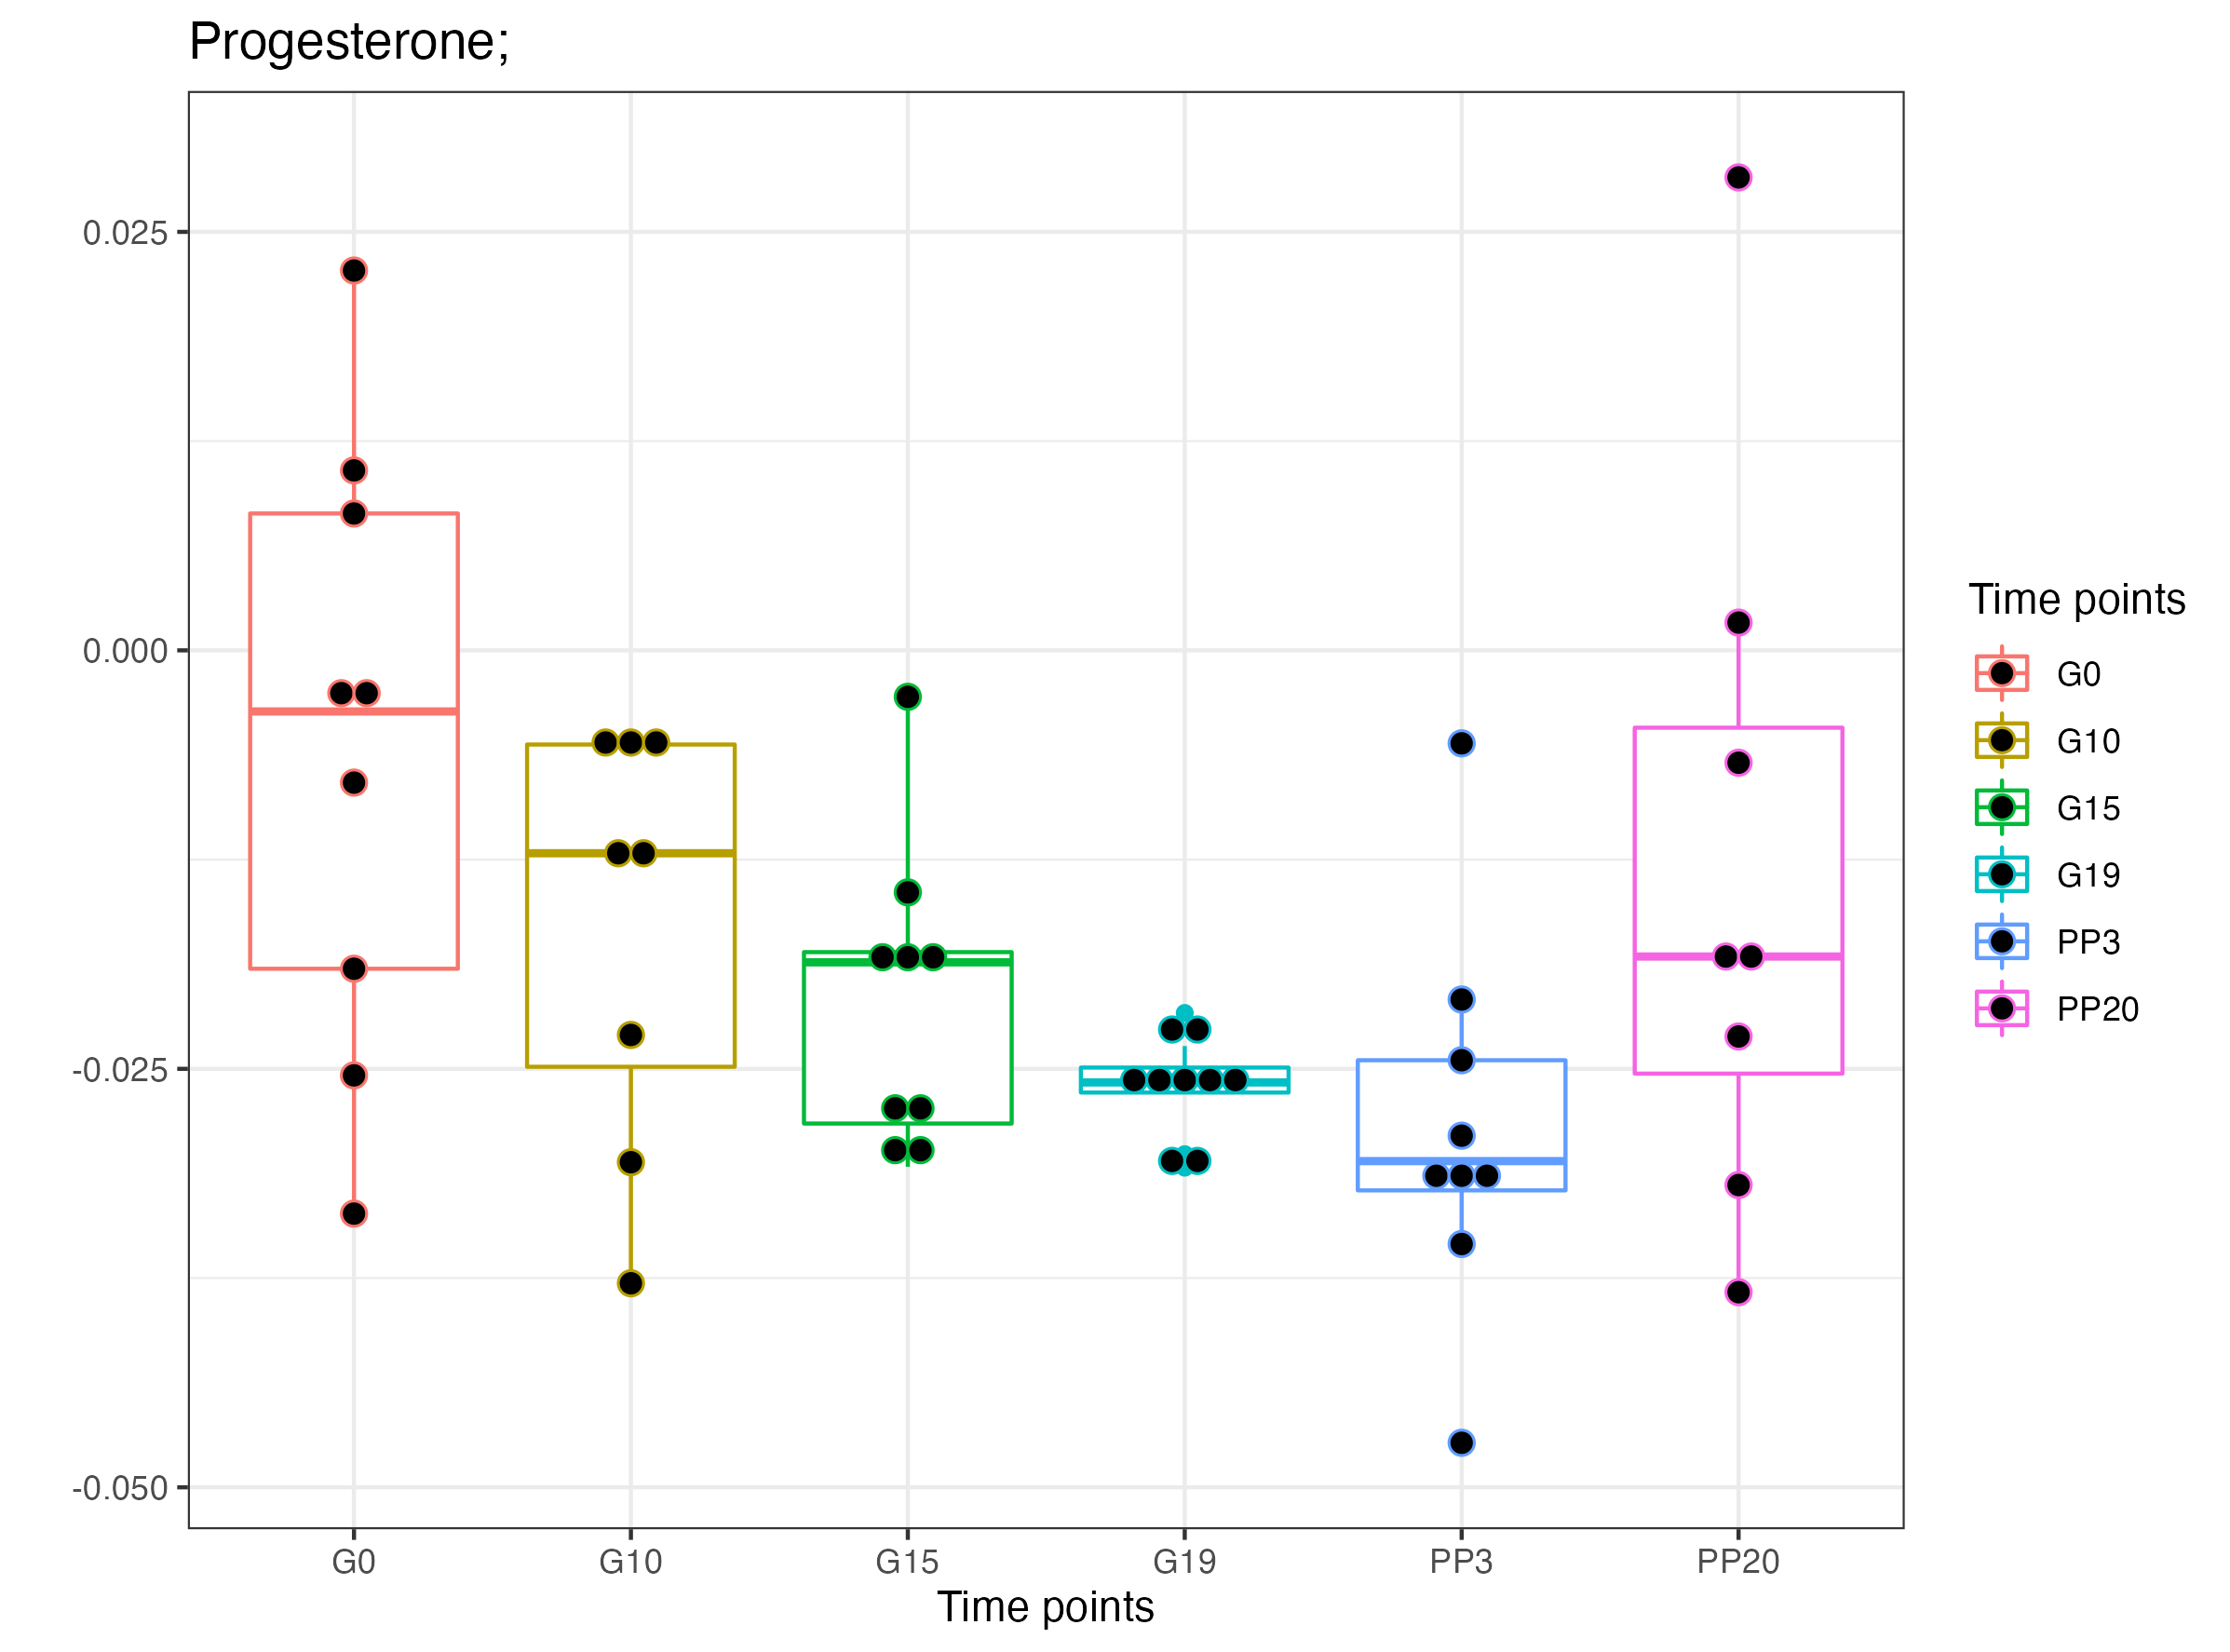 Progesterone;
0.025
0.000
-0.025
-0.050
G0 G10 G15 G19 PP3 PP20
Time points
Time points
G0
G10
G15
G19
PP3
PP20